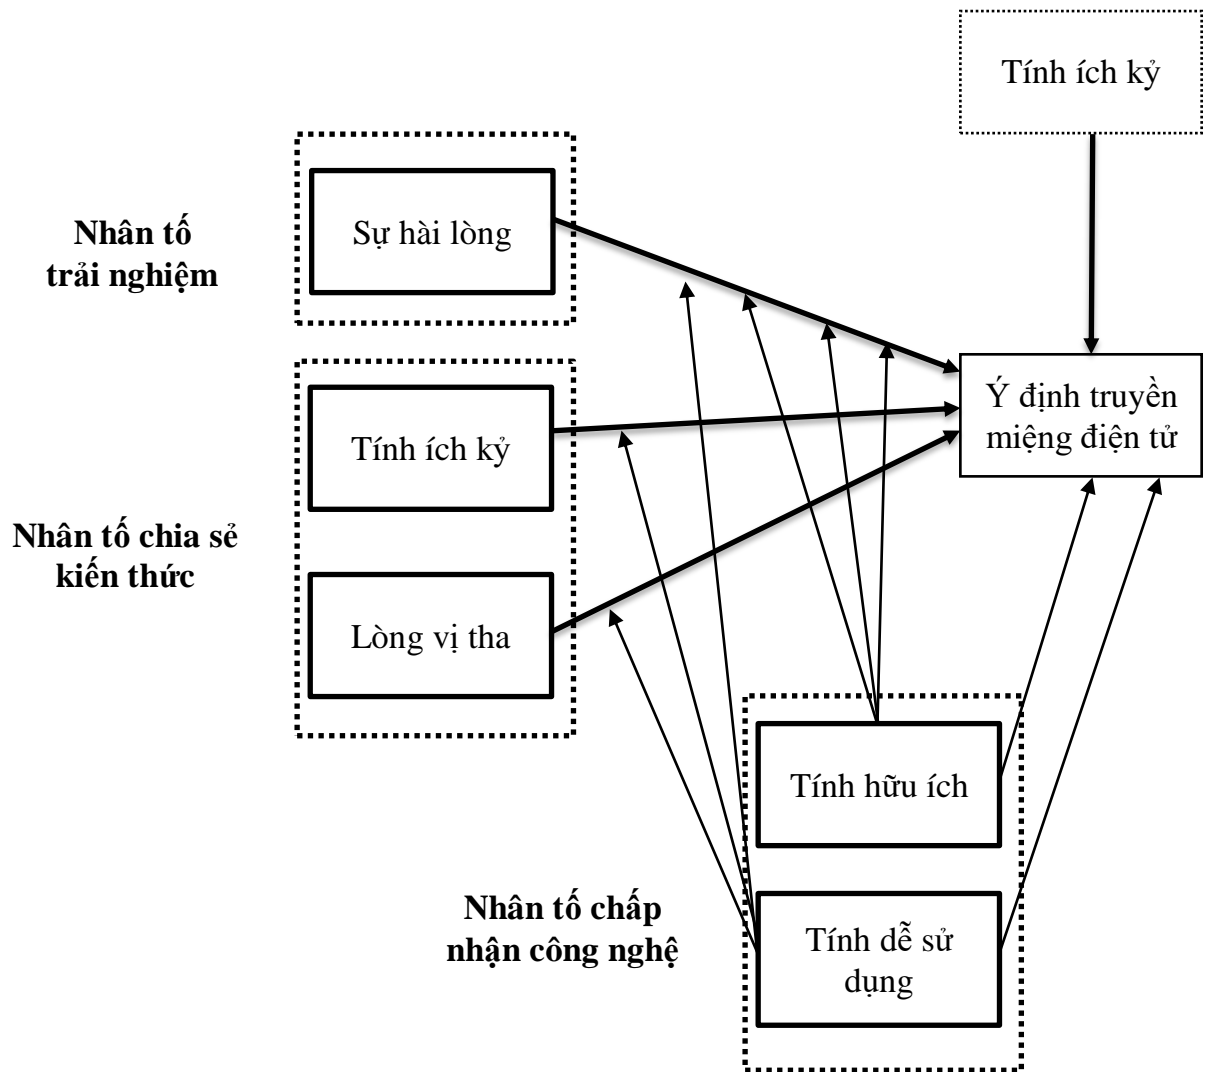 Tính ích kỷ
Nhân tố
trải nghiệm
Sự hài lòng
Ý định truyền
miệng điện tử
Tính ích kỷ
Nhân tố chia sẻ
kiến thức
Lòng vị tha
Tính hữu ích
Nhân tố chấp
nhận công nghệ
Tính dễ sử
dụng